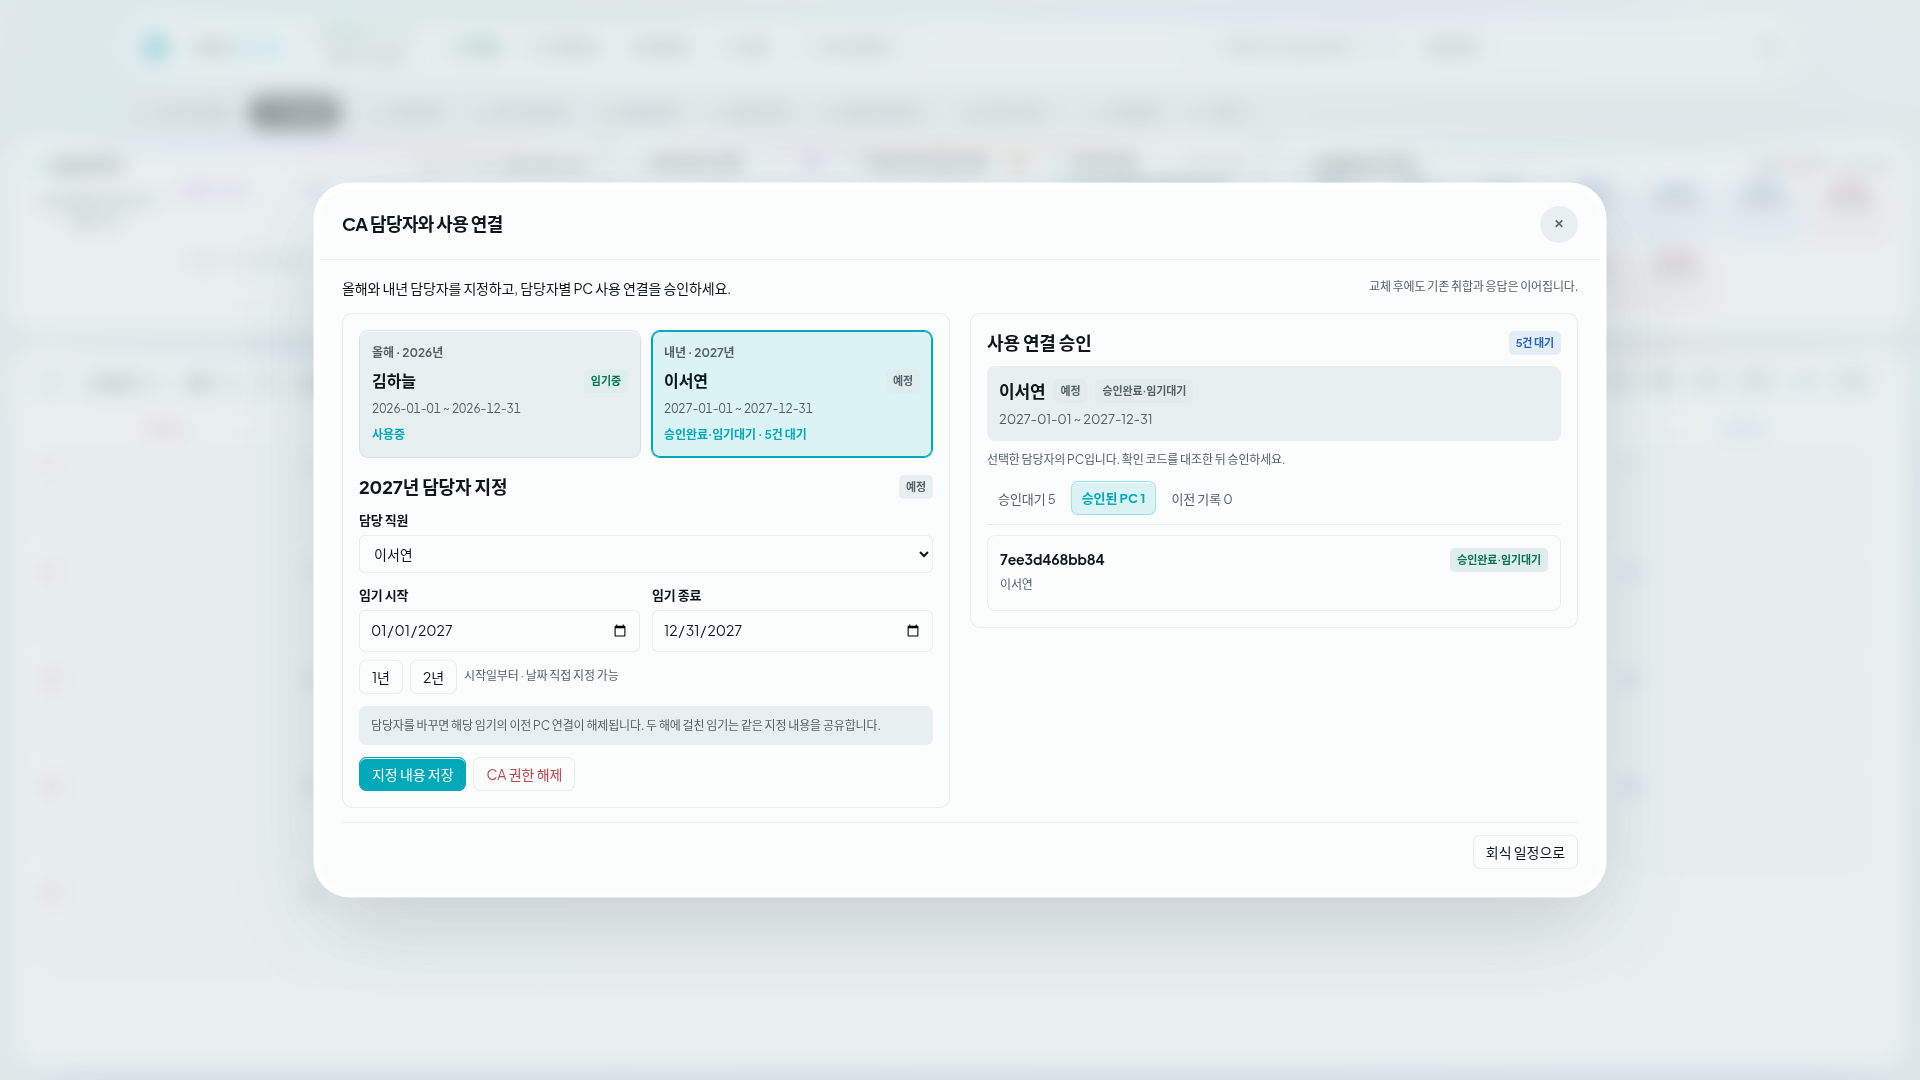 CA 담당자와 사용 연결
×
올해와 내년 담당자를 지정하고, 담당자별 PC 사용 연결을 승인하세요.
교체 후에도 기존 취합과 응답은 이어집니다.
올해 · 2026년
김하늘
임기중
2026-01-01 ~ 2026-12-31
사용중
내년 · 2027년
이서연
예정
2027-01-01 ~ 2027-12-31
승인완료·임기대기 · 5건 대기
2027년 담당자 지정
예정
담당 직원
이서연
임기 시작
임기 종료
01/01/2027
12/31/2027
1년
2년
시작일부터 · 날짜 직접 지정 가능
담당자를 바꾸면 해당 임기의 이전 PC 연결이 해제됩니다. 두 해에 걸친 임기는 같은 지정 내용을 공유합니다.
지정 내용 저장
CA 권한 해제
사용 연결 승인
5건 대기
이서연
예정
승인완료·임기대기
2027-01-01 ~ 2027-12-31
선택한 담당자의 PC입니다. 확인 코드를 대조한 뒤 승인하세요.
승인대기 5
승인된 PC 1
이전 기록 0
7ee3d468bb84
승인완료·임기대기
이서연
회식 일정으로